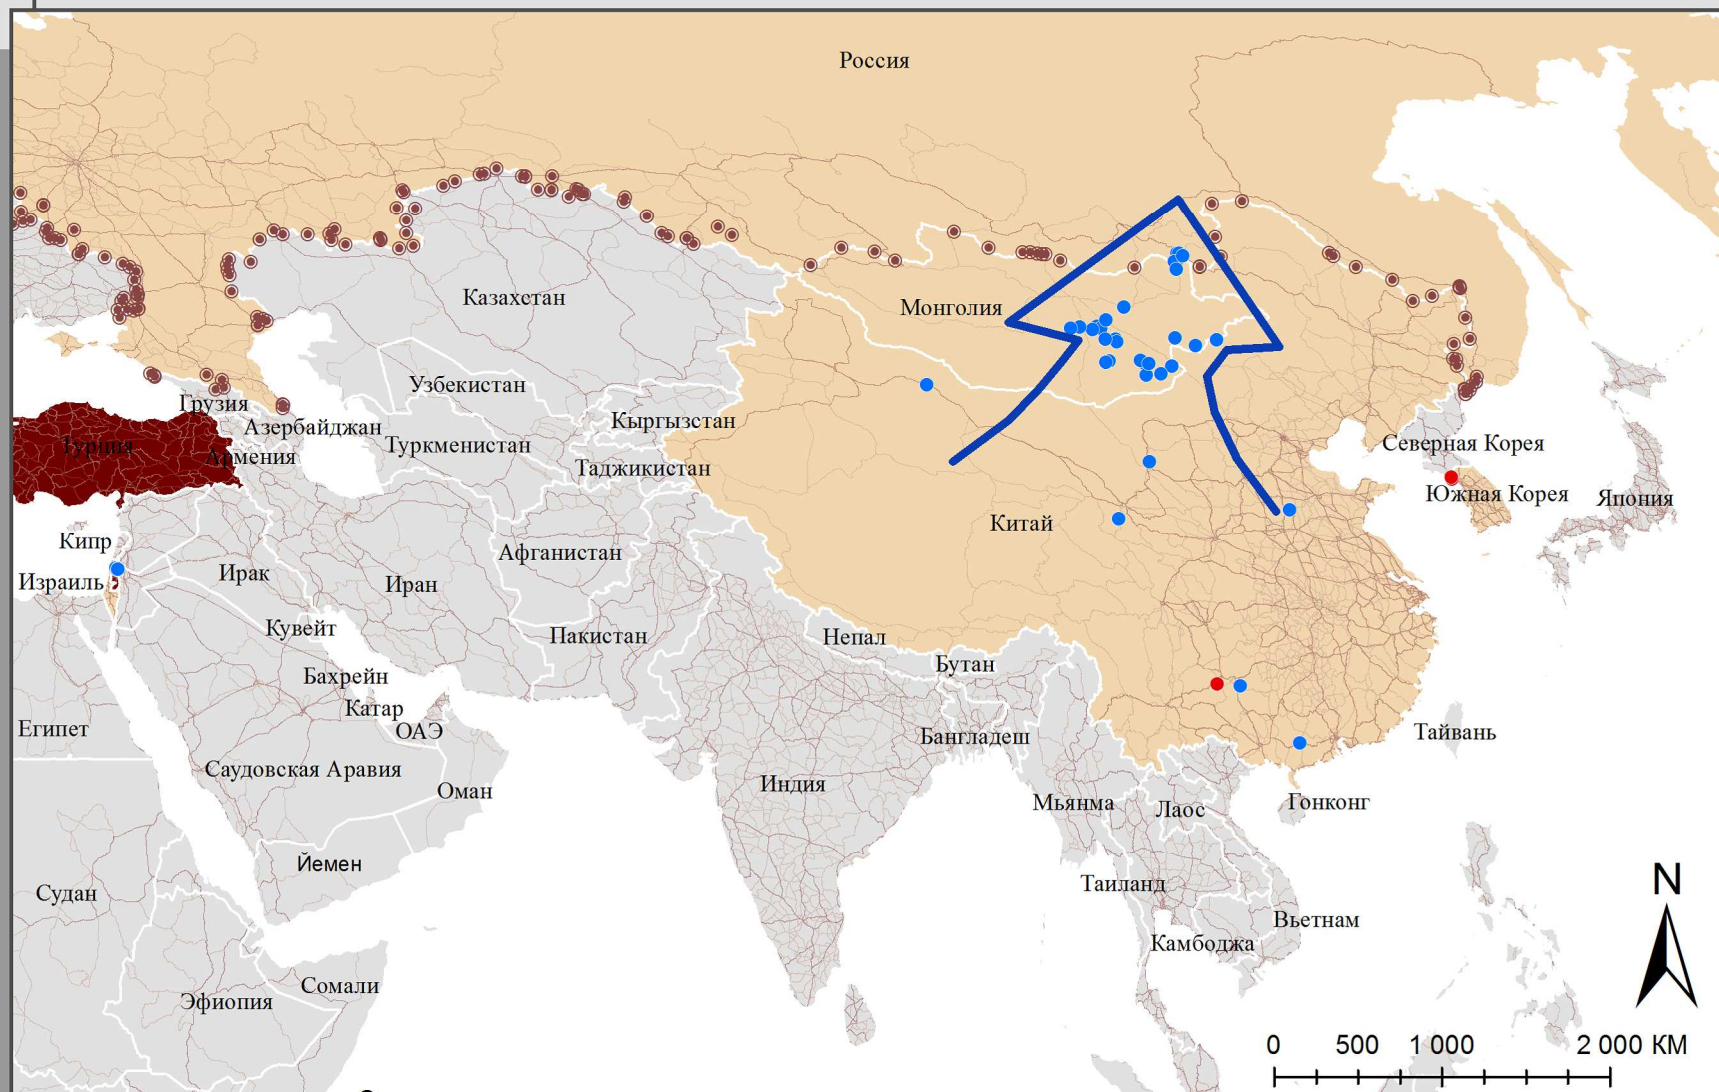 Россия
Монголия
Казахстан
Узбекистан
Грузия
Кыргызстан
Азербайджан
Турция
Армения
Туркменистан
Таджикистан
Северная Корея
Южная Корея
Япония
Китай
Кипр
Афганистан
Израиль
Ирак
Иран
Кувейт
Пакистан
Непал
Бутан
Бахрейн
Катар
ОАЭ
Египет
Бангладеш
Тайвань
Саудовская Аравия
Индия
Оман
Мьянма
Лаос
Гонконг
Йемен
Судан
Таиланд
Вьетнам
Камбоджа
Сомали
Эфиопия
N
0 500 1 000 2 000 КМ